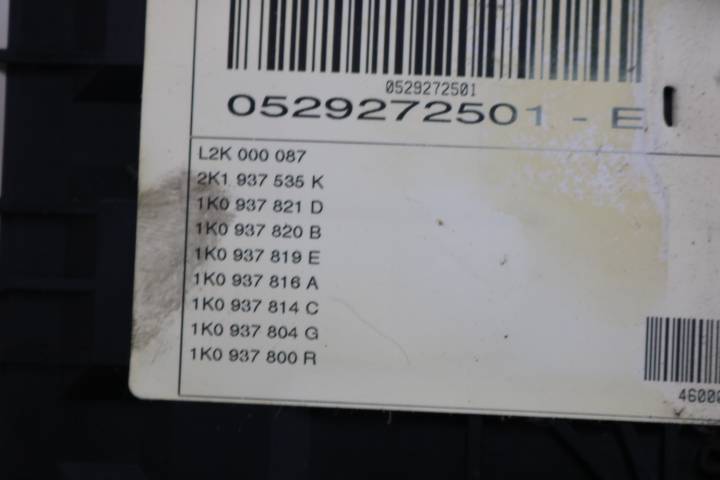 0529272501
0529272501 - E
L2K 000 087
2K1 937 535 K
1K0 937 821 D
1K0 937 820 B
1K0 937 819 E
1K0 937 816 A
1K0 937 814 C
1K0 937 804 G
1K0 937 800 R